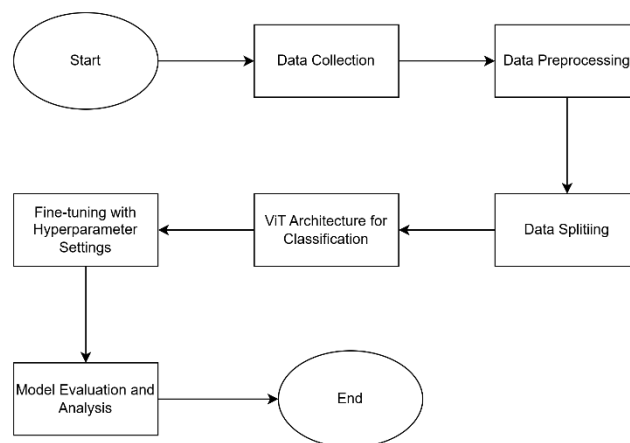 Start
Data Collection
Data Preprocessing
Data Splitiing
ViT Architecture for
Classification
Fine-tuning with
Hyperparameter
Settings
Model Evaluation and
Analysis
End